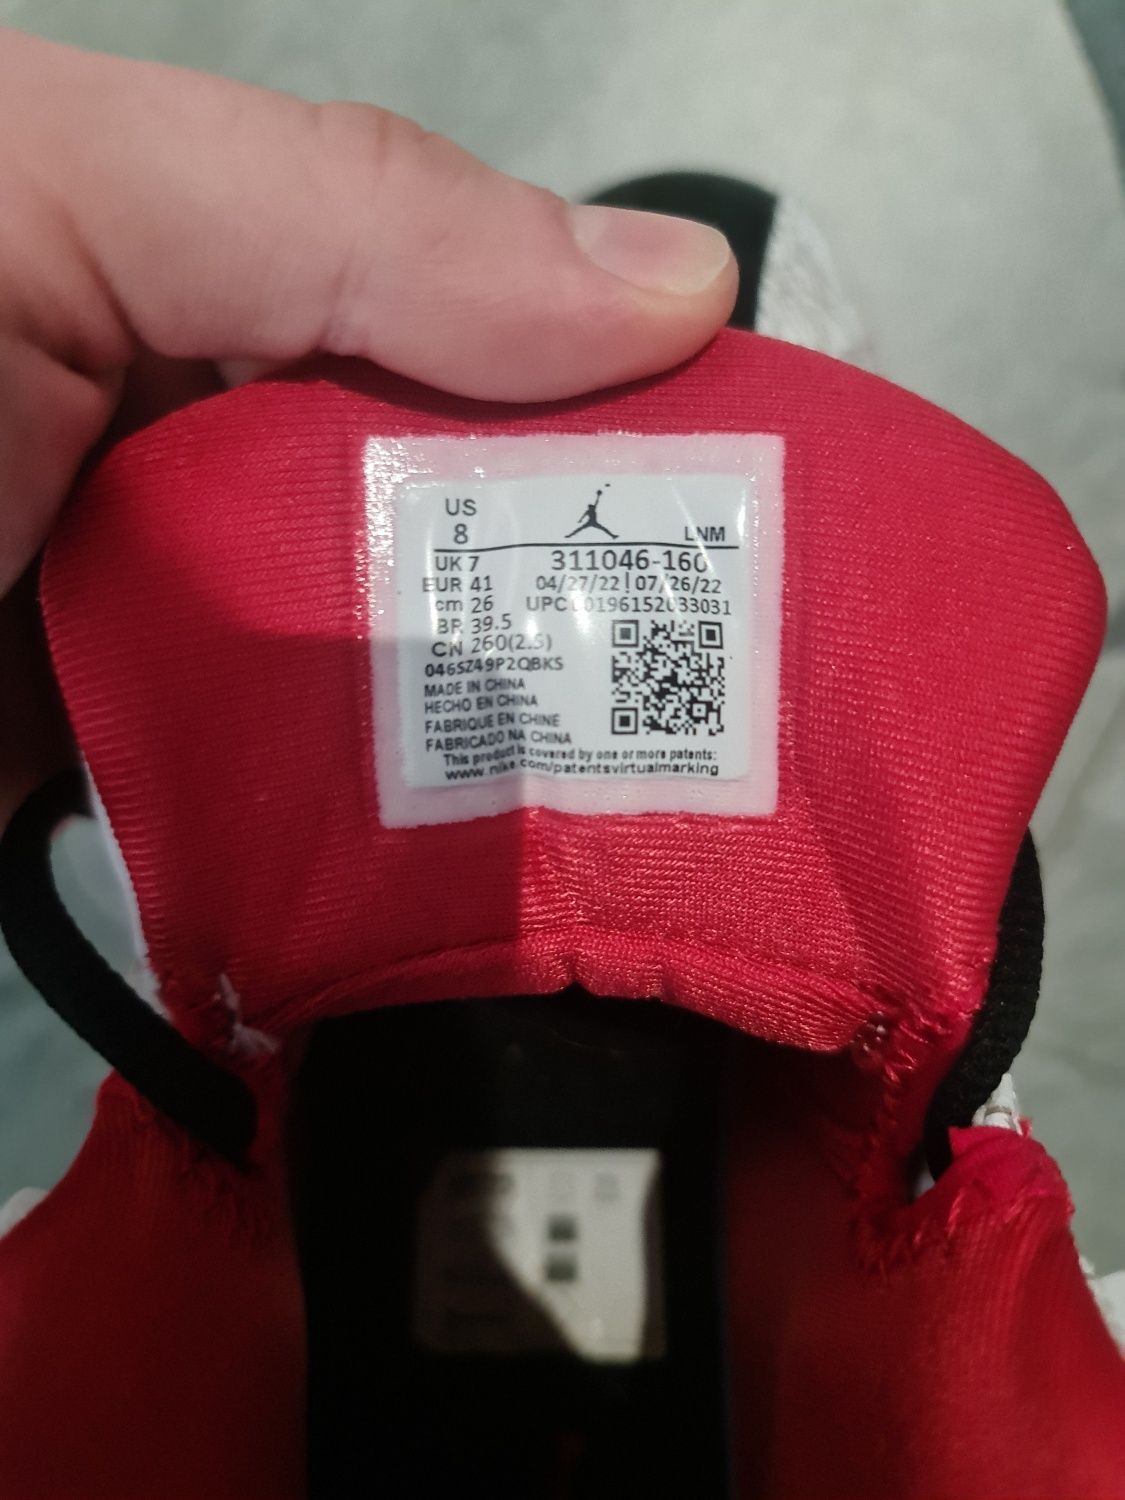 US
8
LNM
UK 7
311046-160
EUR 41
04/27/22 | 07/26/22
cm 26
UPC 00196152033031
BR 39.5
CN 260(2.5)
046SZ49P2QBKS
MADE IN CHINA
HECHO EN CHINA
FABRIQUE EN CHINE
FABRICADO NA CHINA
This product is covered by one or more patents:
www.nike.com/patentsvirtualmarking